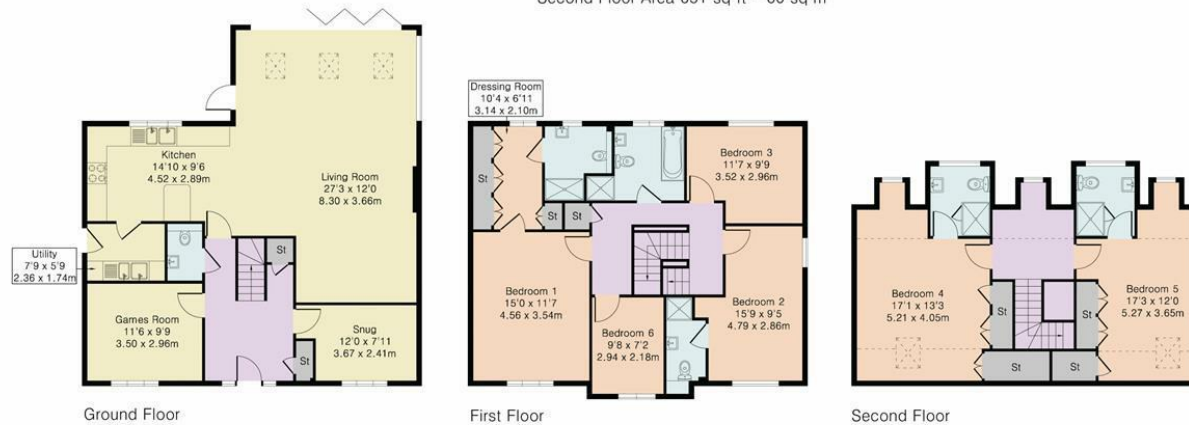 Kitchen
14'10 x 9'6
4.52 x 2.89m
Living Room
27'3 x 12'0
8.30 x 3.66m
Utility
7'9 x 5'9
2.36 x 1.74m
St
Games Room
11'6 x 9'9
3.50 x 2.96m
Snug
12'0 x 7'11
3.67 x 2.41m
St
Ground Floor
Dressing Room
10'4 x 6'11
3.14 x 2.10m
St
St
St
Bedroom 3
11'7 x 9'9
3.52 x 2.96m
Bedroom 1
15'0 x 11'7
4.56 x 3.54m
Bedroom 2
15'9 x 9'5
4.79 x 2.86m
Bedroom 6
9'8 x 7'2
2.94 x 2.18m
First Floor
Bedroom 4
17'1 x 13'3
5.21 x 4.05m
St
St
Bedroom 5
17'3 x 12'0
5.27 x 3.65m
St
St
Second Floor